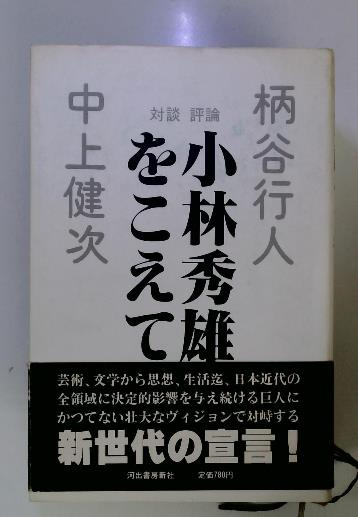 柄谷行人
対談 評論
小林秀雄
をこえて
中上健次
芸術、文学から思想、生活迄、日本近代の
全領域に決定的影響を与え続ける巨人に
かつてない壮大なヴィジョンで対峙する
新世代の宣言!
河出書房新社 定価780円